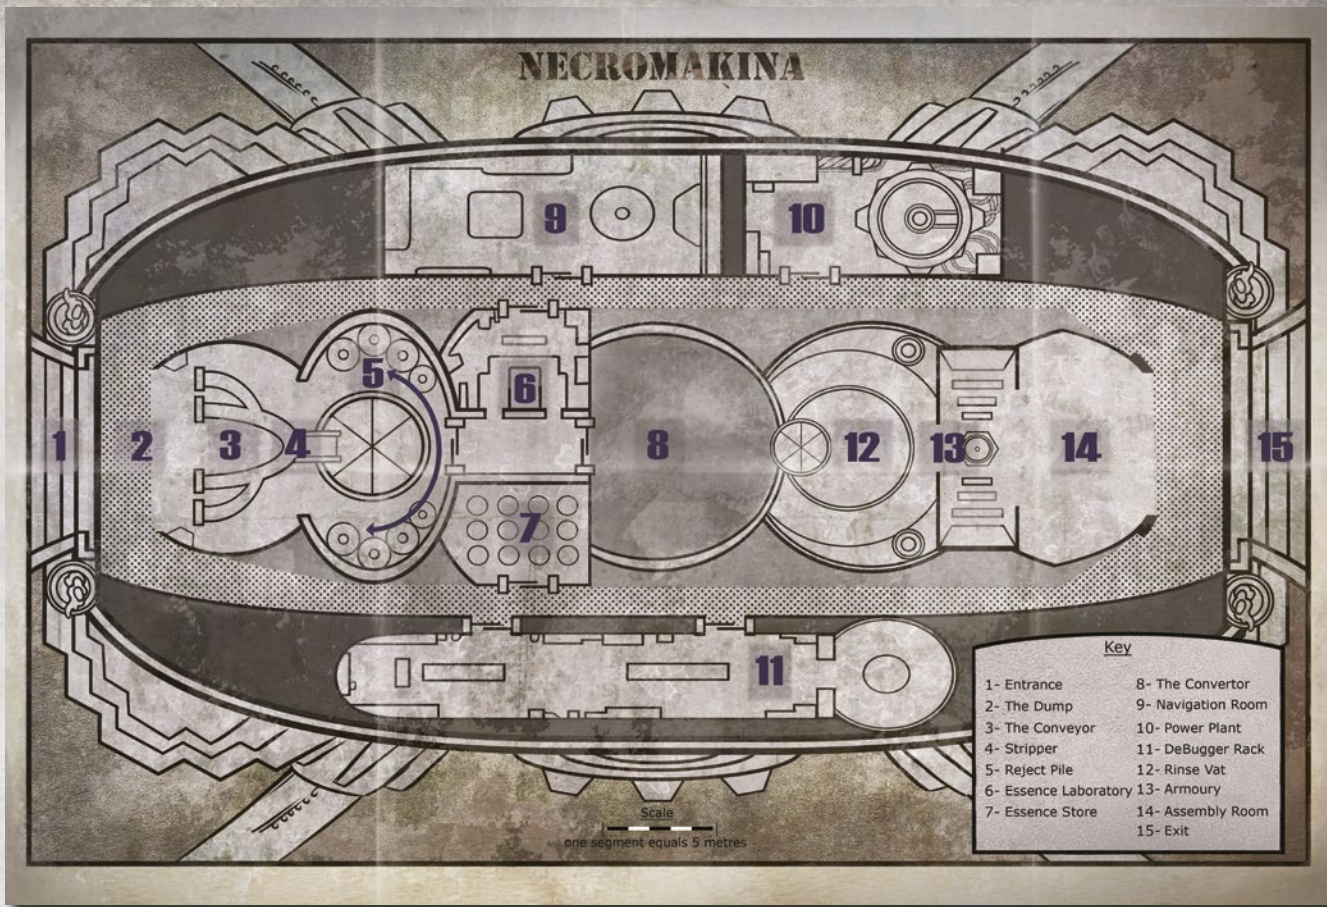 NECROMAKINA
9
10
5
6
1
2
3
4
8
12
13
14
15
7
11
Key
1- Entrance
2- The Dump
3- The Conveyor
4- Stripper
5- Reject Pile
6- Essence Laboratory
7- Essence Store
8- The Convertor
9- Navigation Room
10- Power Plant
11- DeBugger Rack
12- Rinse Vat
13- Armoury
14- Assembly Room
15- Exit
Scale
one segment equals 5 metres